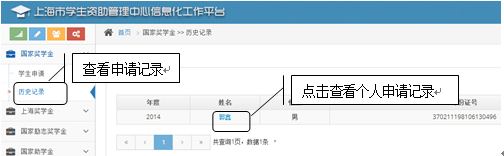 上海市学生资助管理中心信息化工作平台
首页 > 国家奖学金 >> 历史记录
国家奖学金
学生申请
历史记录
上海奖学金
国家励志奖学金
国家助学金
查看申请记录
点击查看个人申请记录
年度 姓名 份证号
2014 郭鑫 男 370211198106130496
« ‹ 1 › » 共查询1页,数据1条